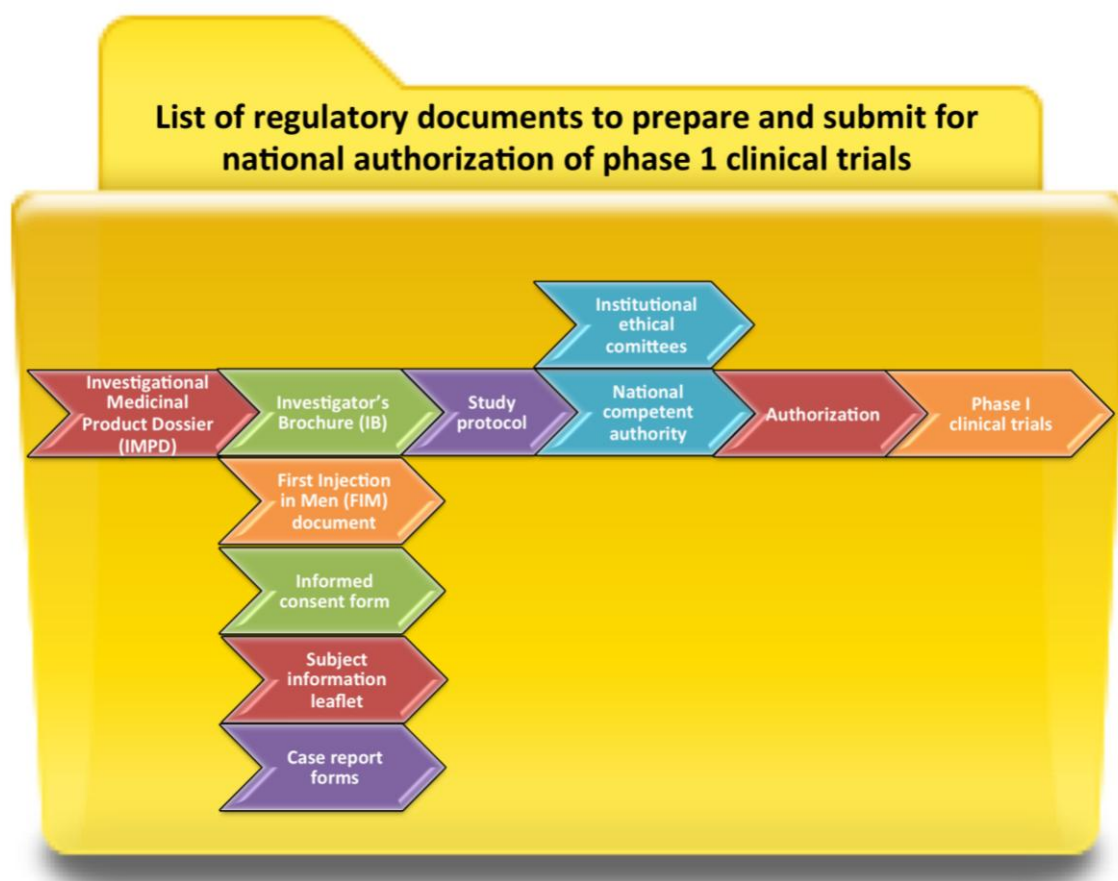 List of regulatory documents to prepare and submit for
national authorization of phase 1 clinical trials
Institutional
ethical
comittees
Investigational
Medicinal
Product Dossier
(IMPD)
Investigator's
Brochure (IB)
Study
protocol
National
competent
authority
Authorization
Phase I
clinical trials
First Injection
in Men (FIM)
document
Informed
consent form
Subject
information
leaflet
Case report
forms